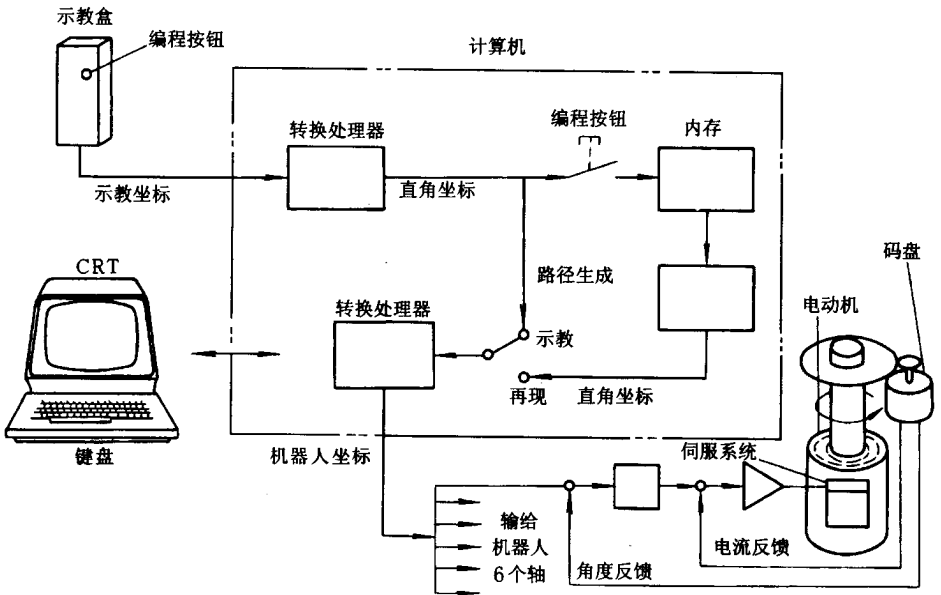 示教盒
编程按钮
计算机
转换处理器
编程按钮
内存
示教坐标
直角坐标
CRT
路径生成
转换处理器
示教
再现
直角坐标
键盘
机器人坐标
码盘
电动机
伺服系统
输给
机器人
6个轴
角度反馈
电流反馈